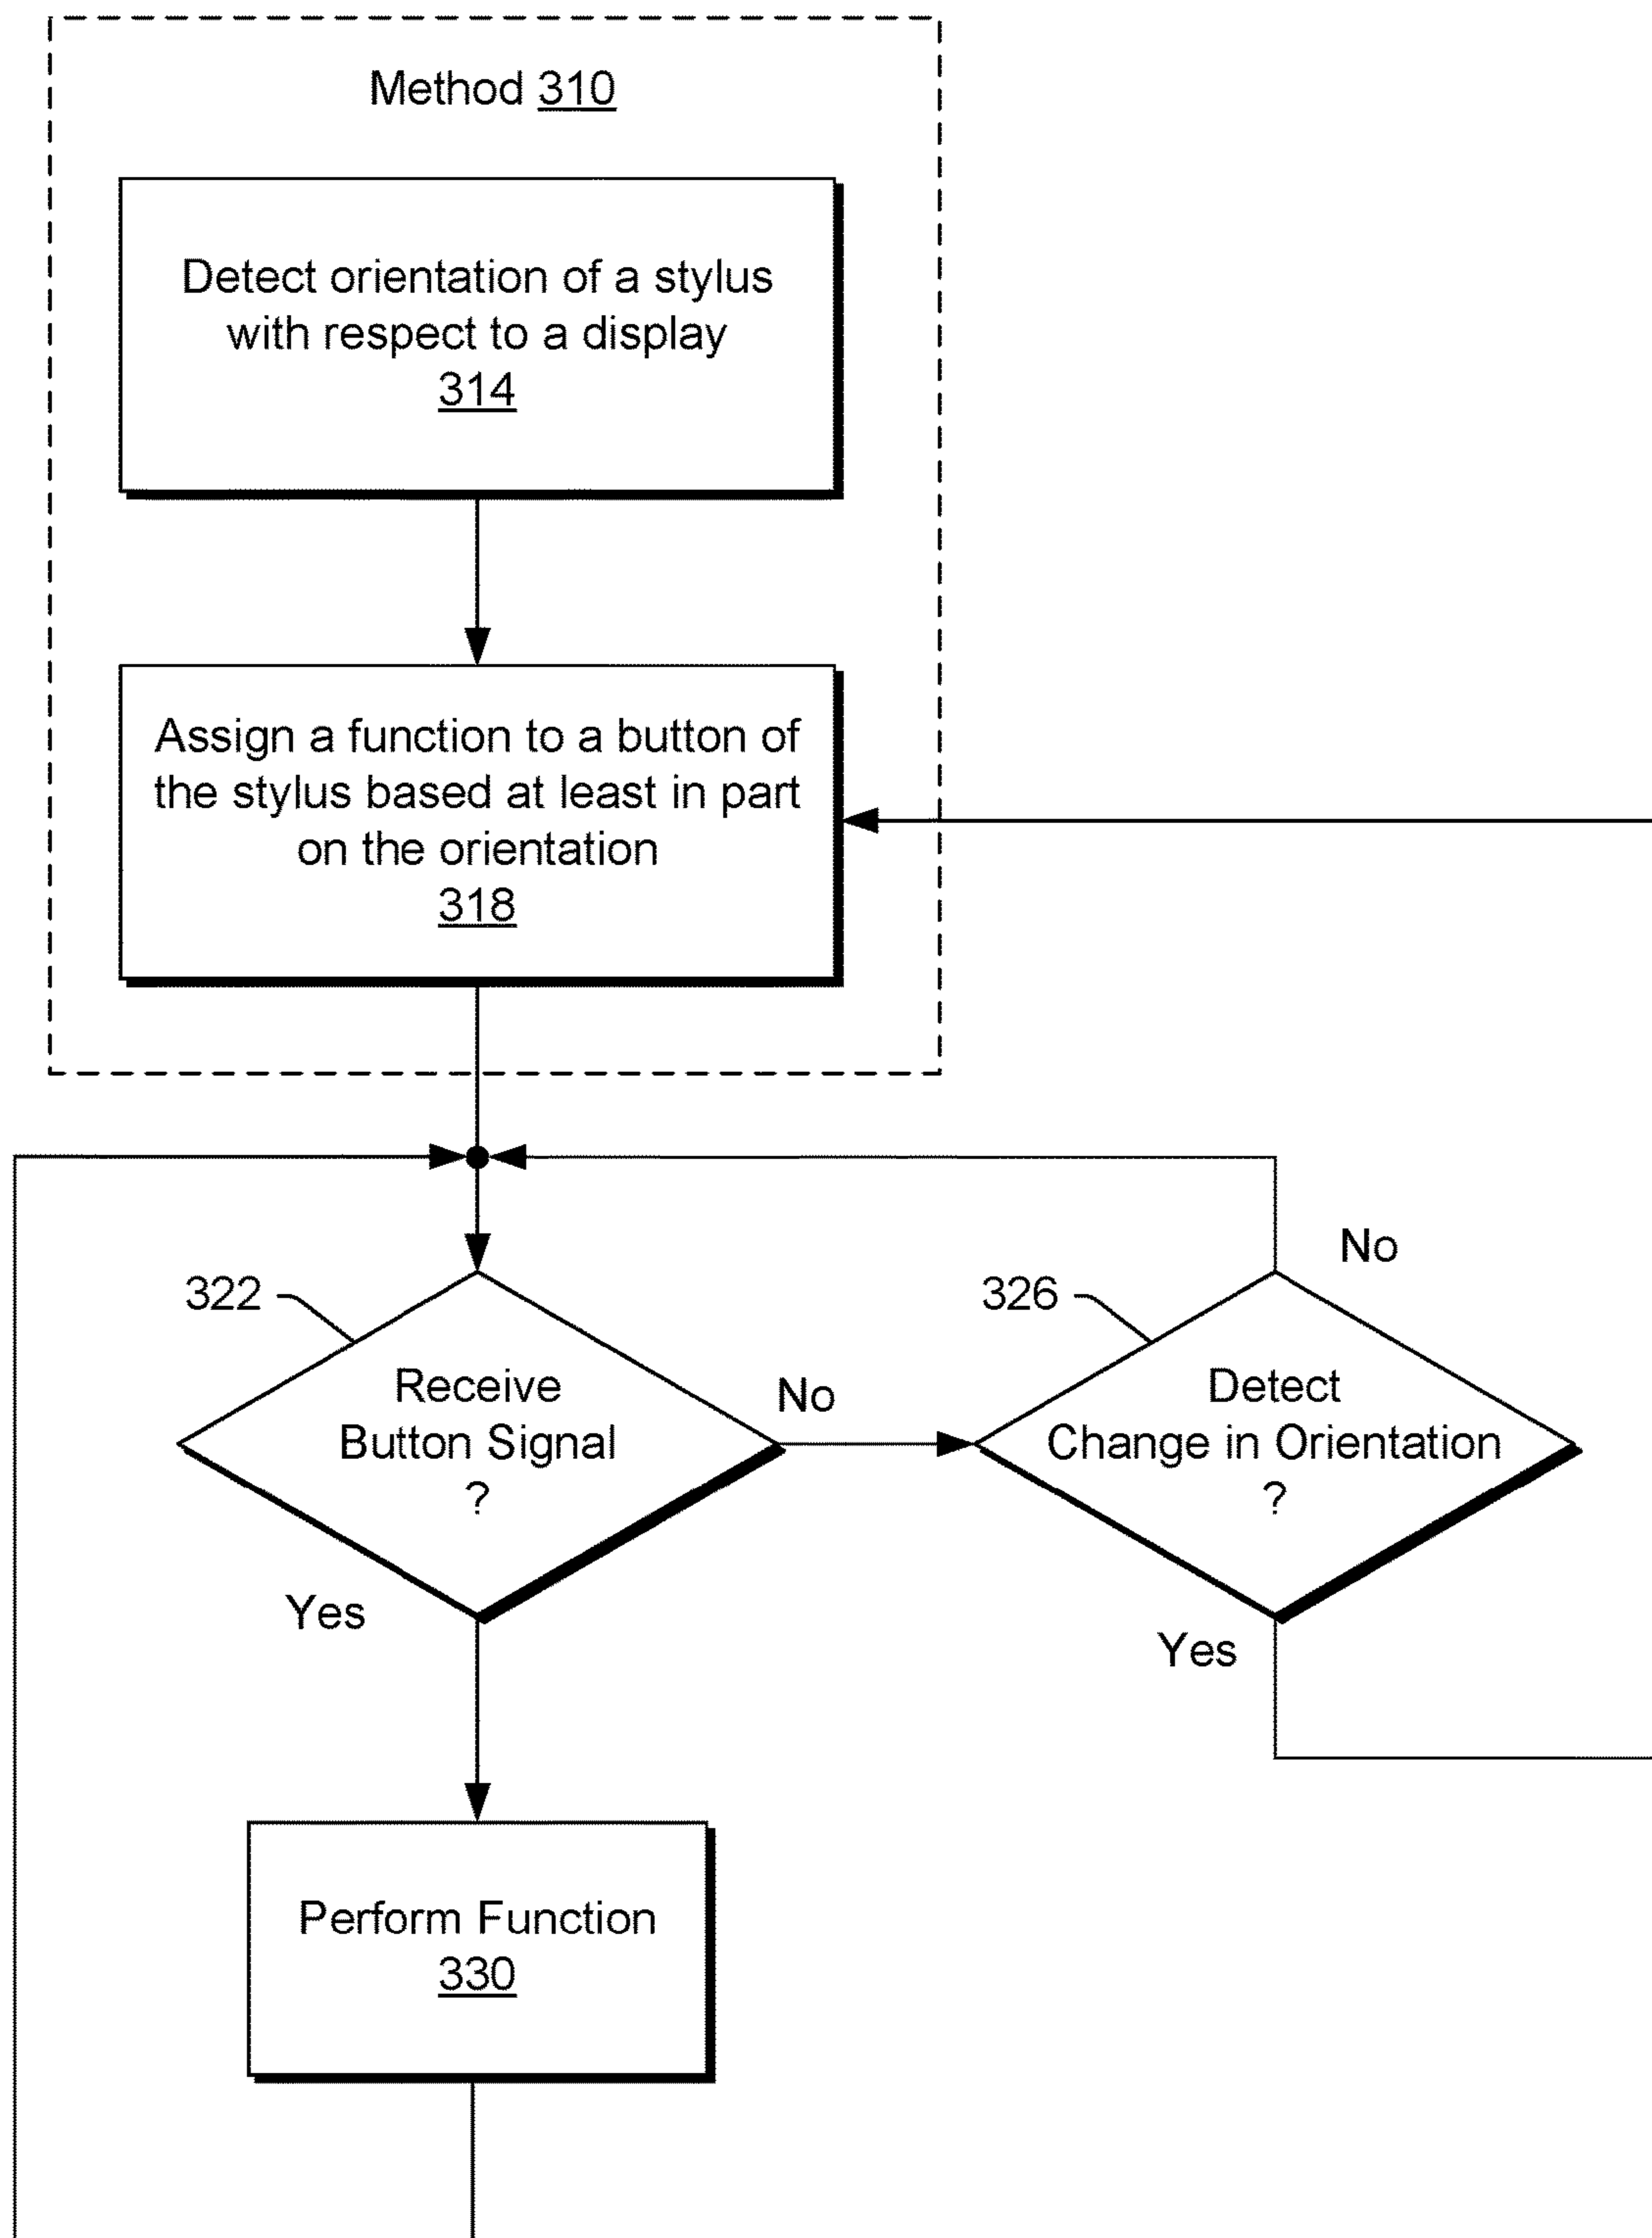 Method 310
Detect orientation of a stylus
with respect to a display
314
Assign a function to a button of
the stylus based at least in part
on the orientation
318
322
Receive
Button Signal
?
No
Yes
326
No
Detect
Change in Orientation
?
Yes
Perform Function
330